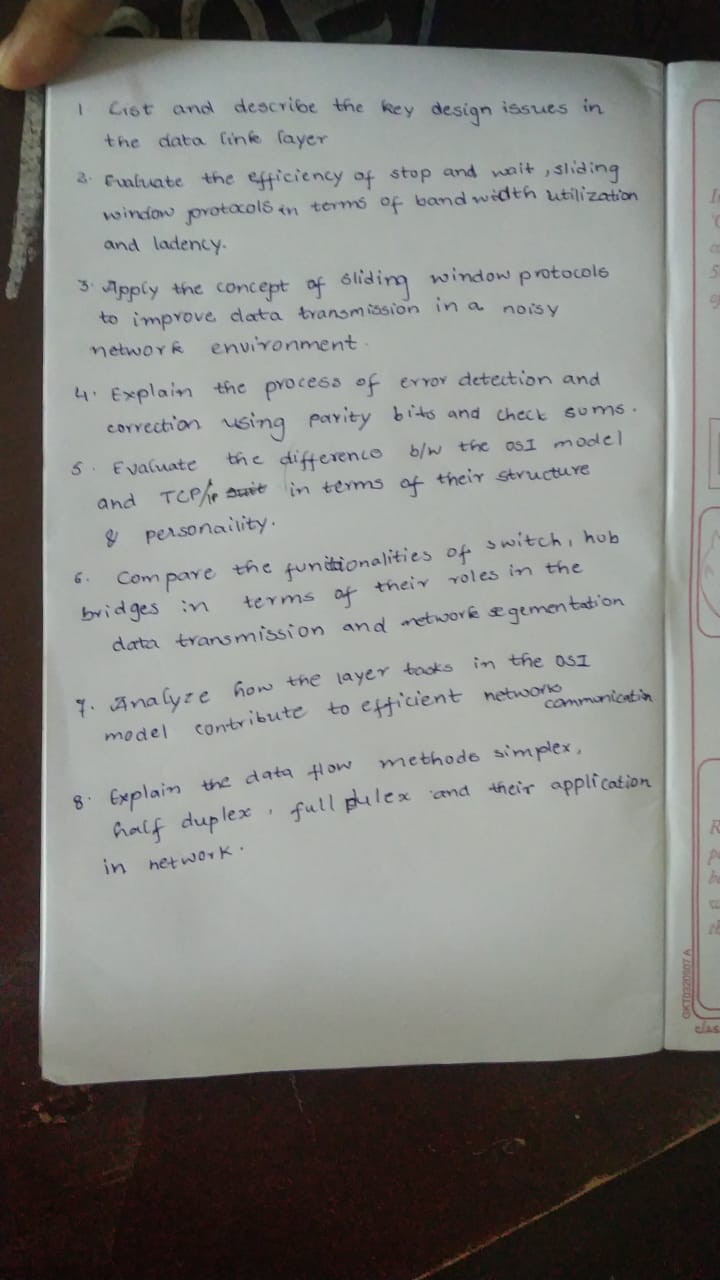 1 List and describe the key design issues in
the data link layer
2. Evaluate the efficiency of stop and wait, sliding
window protocols in terms of bandwidth utilization
and ladency.
3. Apply the concept of sliding window protocols
to improve data transmission in a noisy
network environment.
4. Explain the process of error detection and
correction using parity bits and check sums.
5. Evaluate the difference b/w the OSI model
and TCP/ip suit in terms of their structure
& personaility.
6. Compare the funitionalities of switch, hub
bridges in terms of their roles in the
data transmission and network segementation
7. Analyze how the layer tasks in the OSI
model contribute to efficient network
communicatin
8. Explain the data flow methods simplex,
half duplex, full dulex and their application
in network.
GKT0320607 A